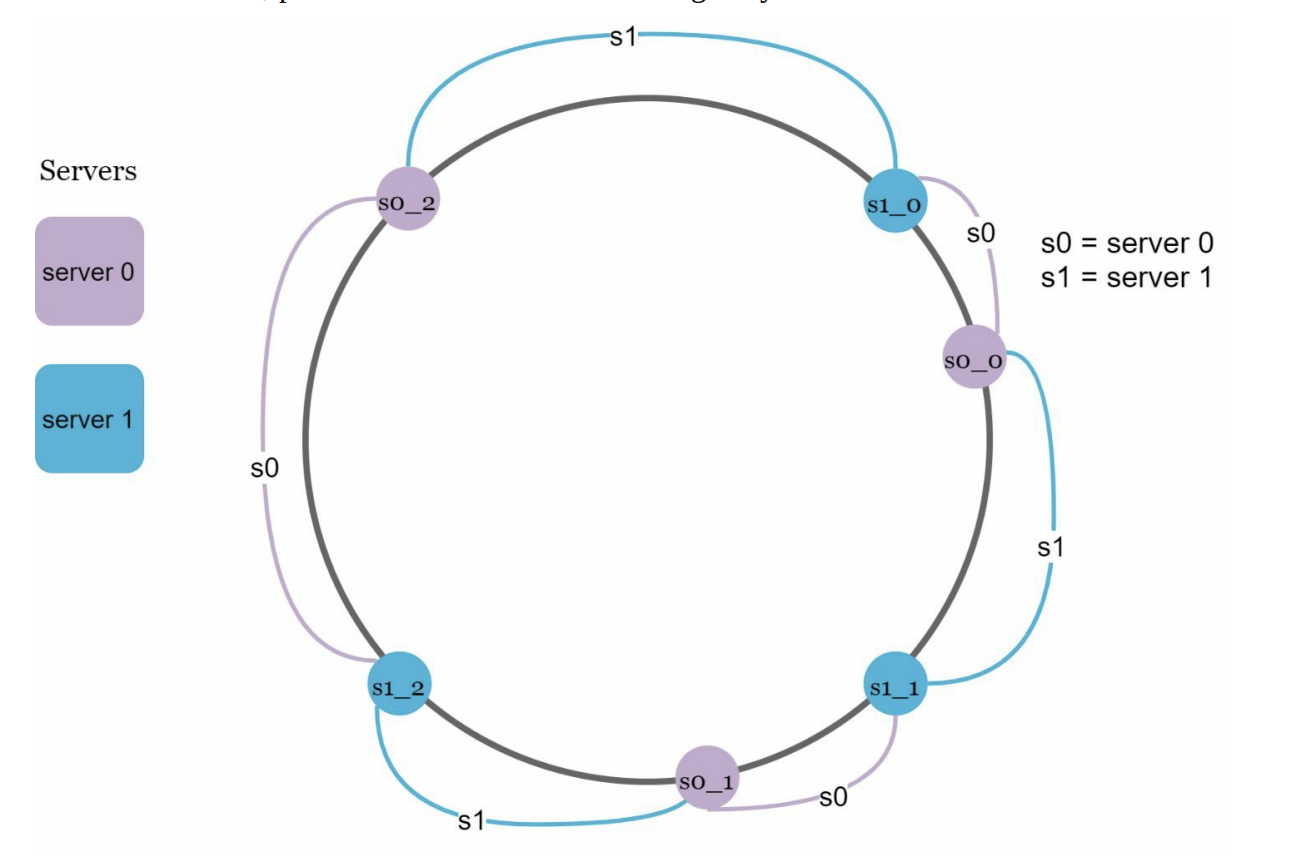 s1
Servers
s0_2
s1_0
s0
s0 = server 0
s1 = server 1
server 0
s0_0
server 1
s0
s1
s1_2
s1_1
s0_1
s0
s1